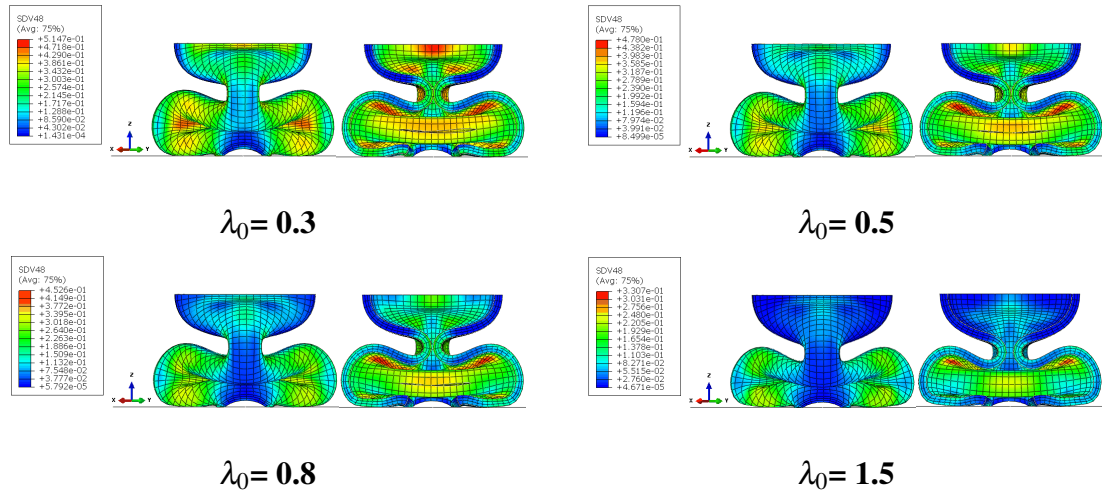 SDV48
(Avg: 75%)
+5.147e-01
+4.718e-01
+4.290e-01
+3.861e-01
+3.432e-01
+3.003e-01
+2.574e-01
+2.145e-01
+1.717e-01
+1.288e-01
+8.590e-02
+4.302e-02
+1.431e-04
Z
X Y
λ0= 0.3
SDV48
(Avg: 75%)
+4.780e-01
+4.382e-01
+3.983e-01
+3.585e-01
+3.187e-01
+2.789e-01
+2.390e-01
+1.992e-01
+1.594e-01
+1.196e-01
+7.974e-02
+3.991e-02
+8.499e-05
Z
X Y
λ0= 0.5
SDV48
(Avg: 75%)
+4.526e-01
+4.149e-01
+3.772e-01
+3.395e-01
+3.018e-01
+2.640e-01
+2.263e-01
+1.886e-01
+1.509e-01
+1.132e-01
+7.548e-02
+3.777e-02
+5.792e-05
Z
X Y
λ0= 0.8
SDV48
(Avg: 75%)
+3.307e-01
+3.031e-01
+2.756e-01
+2.480e-01
+2.205e-01
+1.929e-01
+1.654e-01
+1.378e-01
+1.103e-01
+8.271e-02
+5.515e-02
+2.760e-02
+4.671e-05
Z
X Y
λ0= 1.5